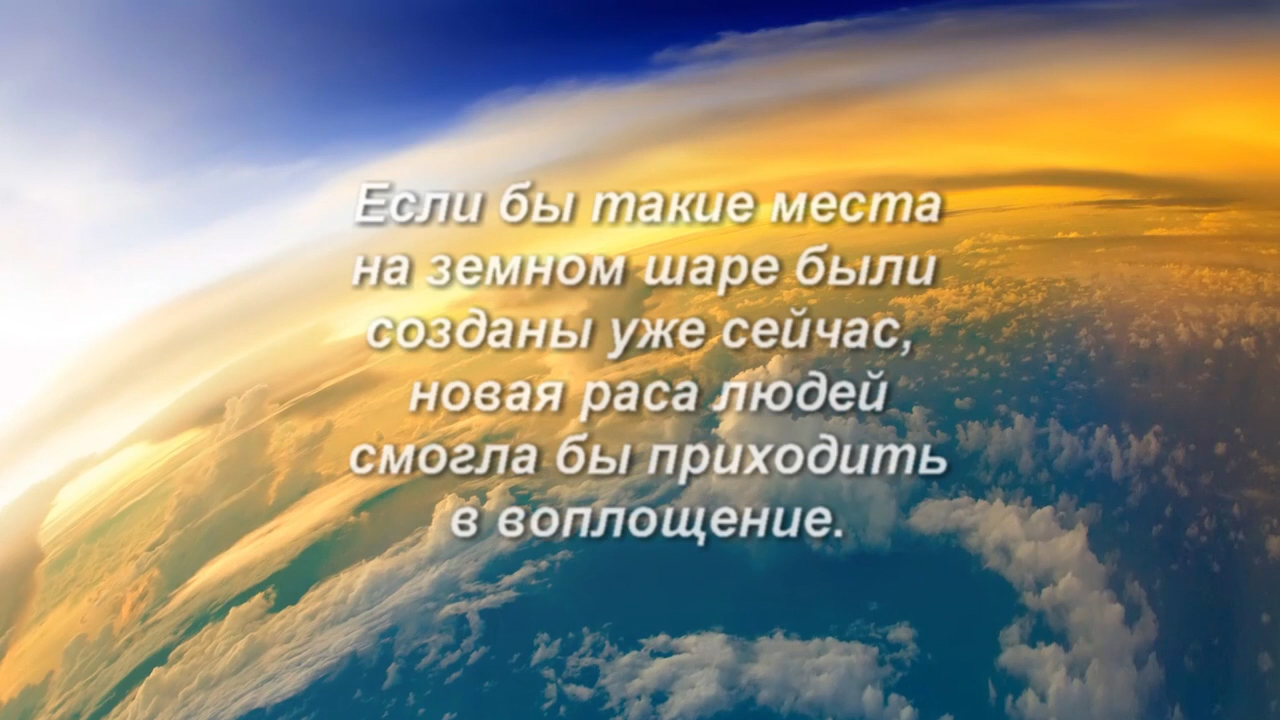 Если бы такие места
на земном шаре были
созданы уже сейчас,
новая раса людей
смогла бы приходить
в воплощение.